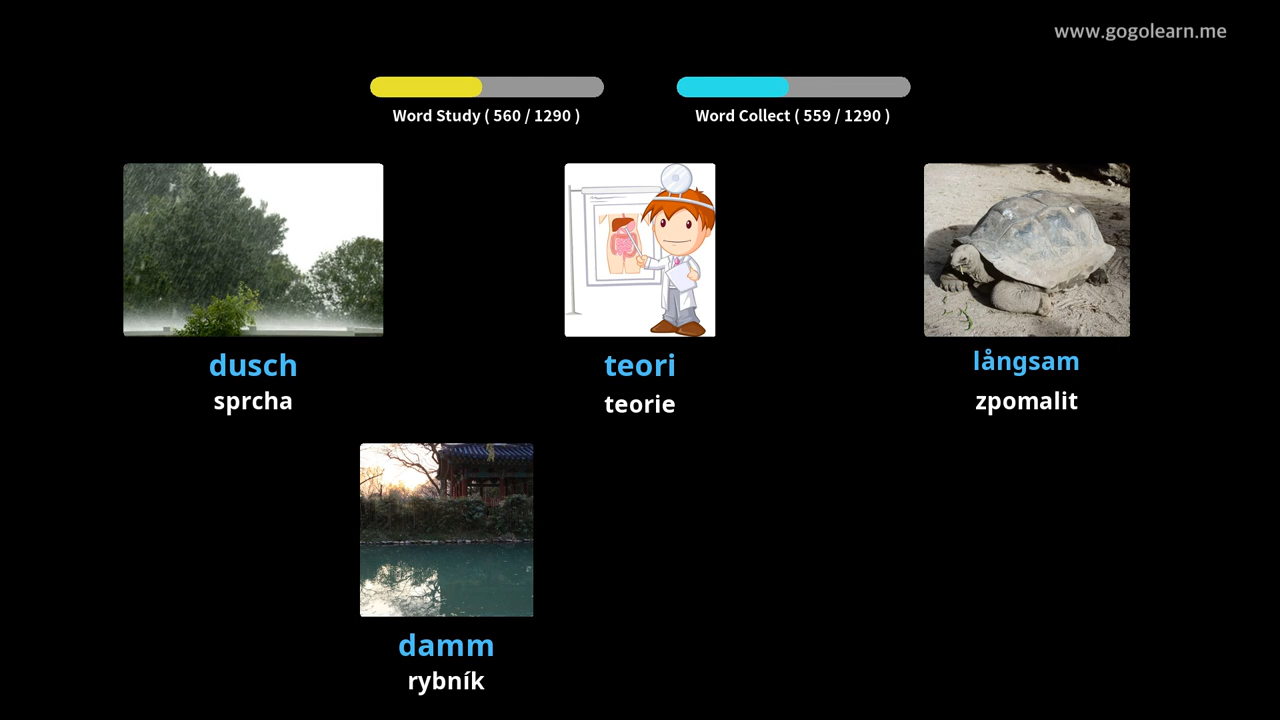 www.gogolearn.me
Word Study ( 560 / 1290 )
Word Collect ( 559 / 1290 )
dusch
sprcha
teori
teorie
långsam
zpomalit
damm
rybník